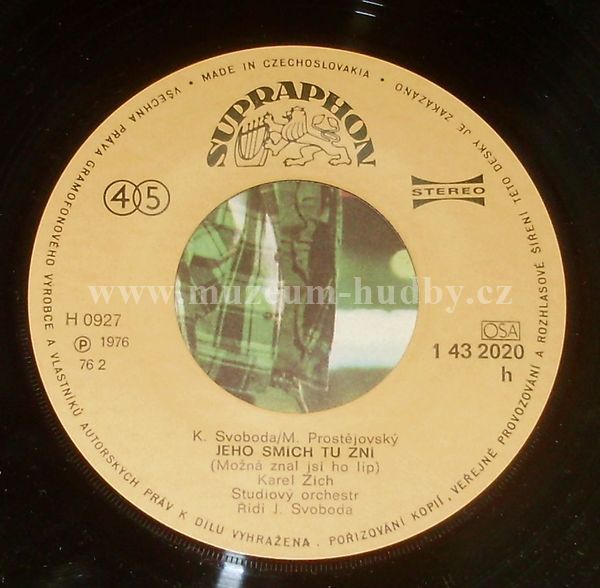 • MADE IN CZECHOSLOVAKIA •
VŠECHNA PRÁVA GRAMOFONOVÉHO VÝROBCE A VLASTNÍKŮ AUTORSKÝCH PRÁV K DÍLU VYHRAŽENA. POŘIZOVÁNÍ KOPIÍ, VEŘEJNÉ PROVOZOVÁNÍ A ROZHLASOVÉ ŠÍŘENÍ TÉTO DESKY JE ZAKÁZÁNO
SUPRAPHON
45
STEREO
www.muzeum-hudby.cz
H 0927
OSA
℗ 1976
1 43 2020
76 2
h
K. Svoboda/M. Prostějovský
JEHO SMÍCH TU ZNÍ
(Možná znal jsi ho líp)
Karel Zich
Studiový orchestr
Řídí J. Svoboda